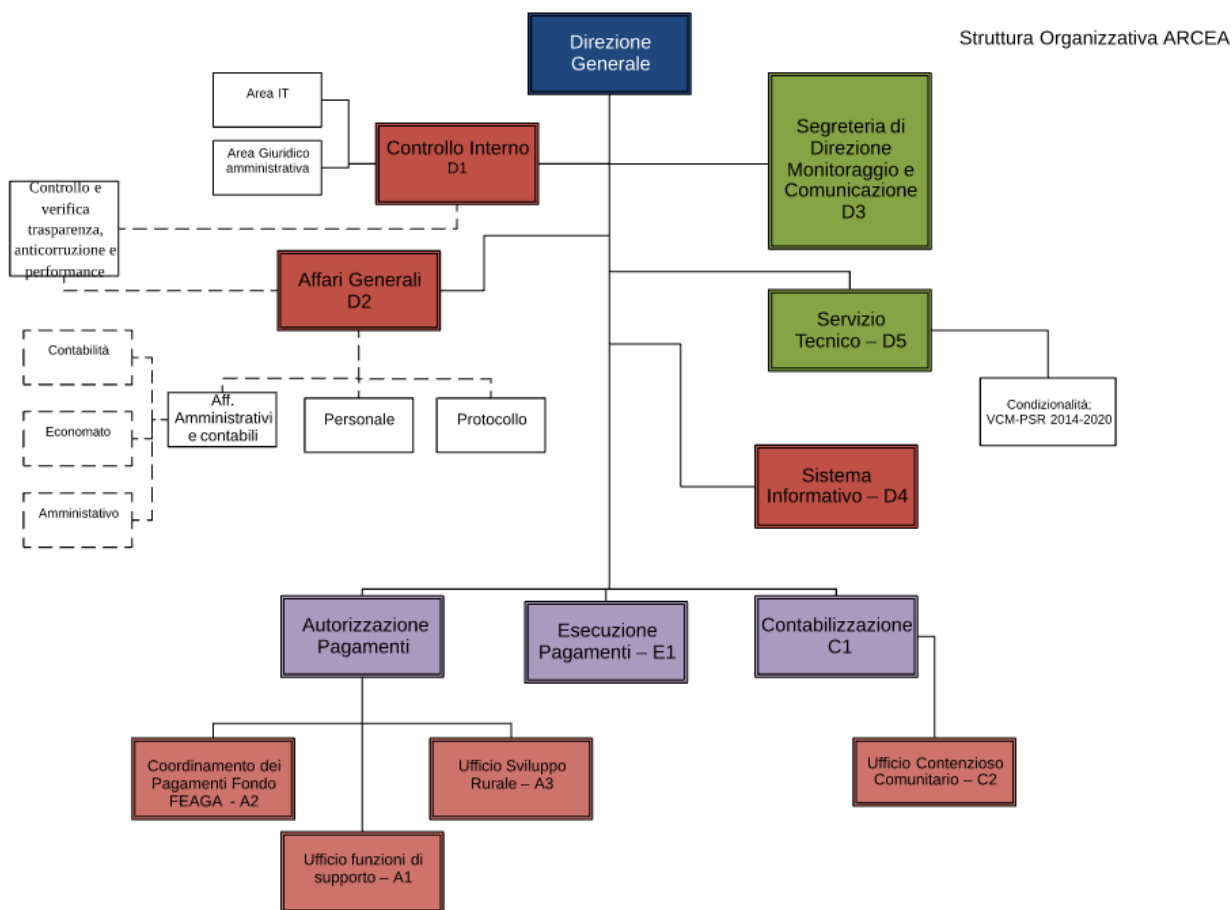 Struttura Organizzativa ARCEA
Direzione
Generale
Area IT
Area Giuridico
amministrativa
Controllo Interno
D1
Segreteria di
Direzione
Monitoraggio e
Comunicazione
D3
Controllo e
verifica
trasparenza,
anticorruzione e
performance
Affari Generali
D2
Servizio
Tecnico – D5
Contabilità
Economato
Amministativo
Aff.
Amministrativi
e contabili
Personale
Protocollo
Condizionalità;
VCM-PSR 2014-2020
Sistema
Informativo – D4
Autorizzazione
Pagamenti
Esecuzione
Pagamenti – E1
Contabilizzazione
C1
Coordinamento dei
Pagamenti Fondo
FEAGA - A2
Ufficio Sviluppo
Rurale – A3
Ufficio Contenzioso
Comunitario – C2
Ufficio funzioni di
supporto – A1